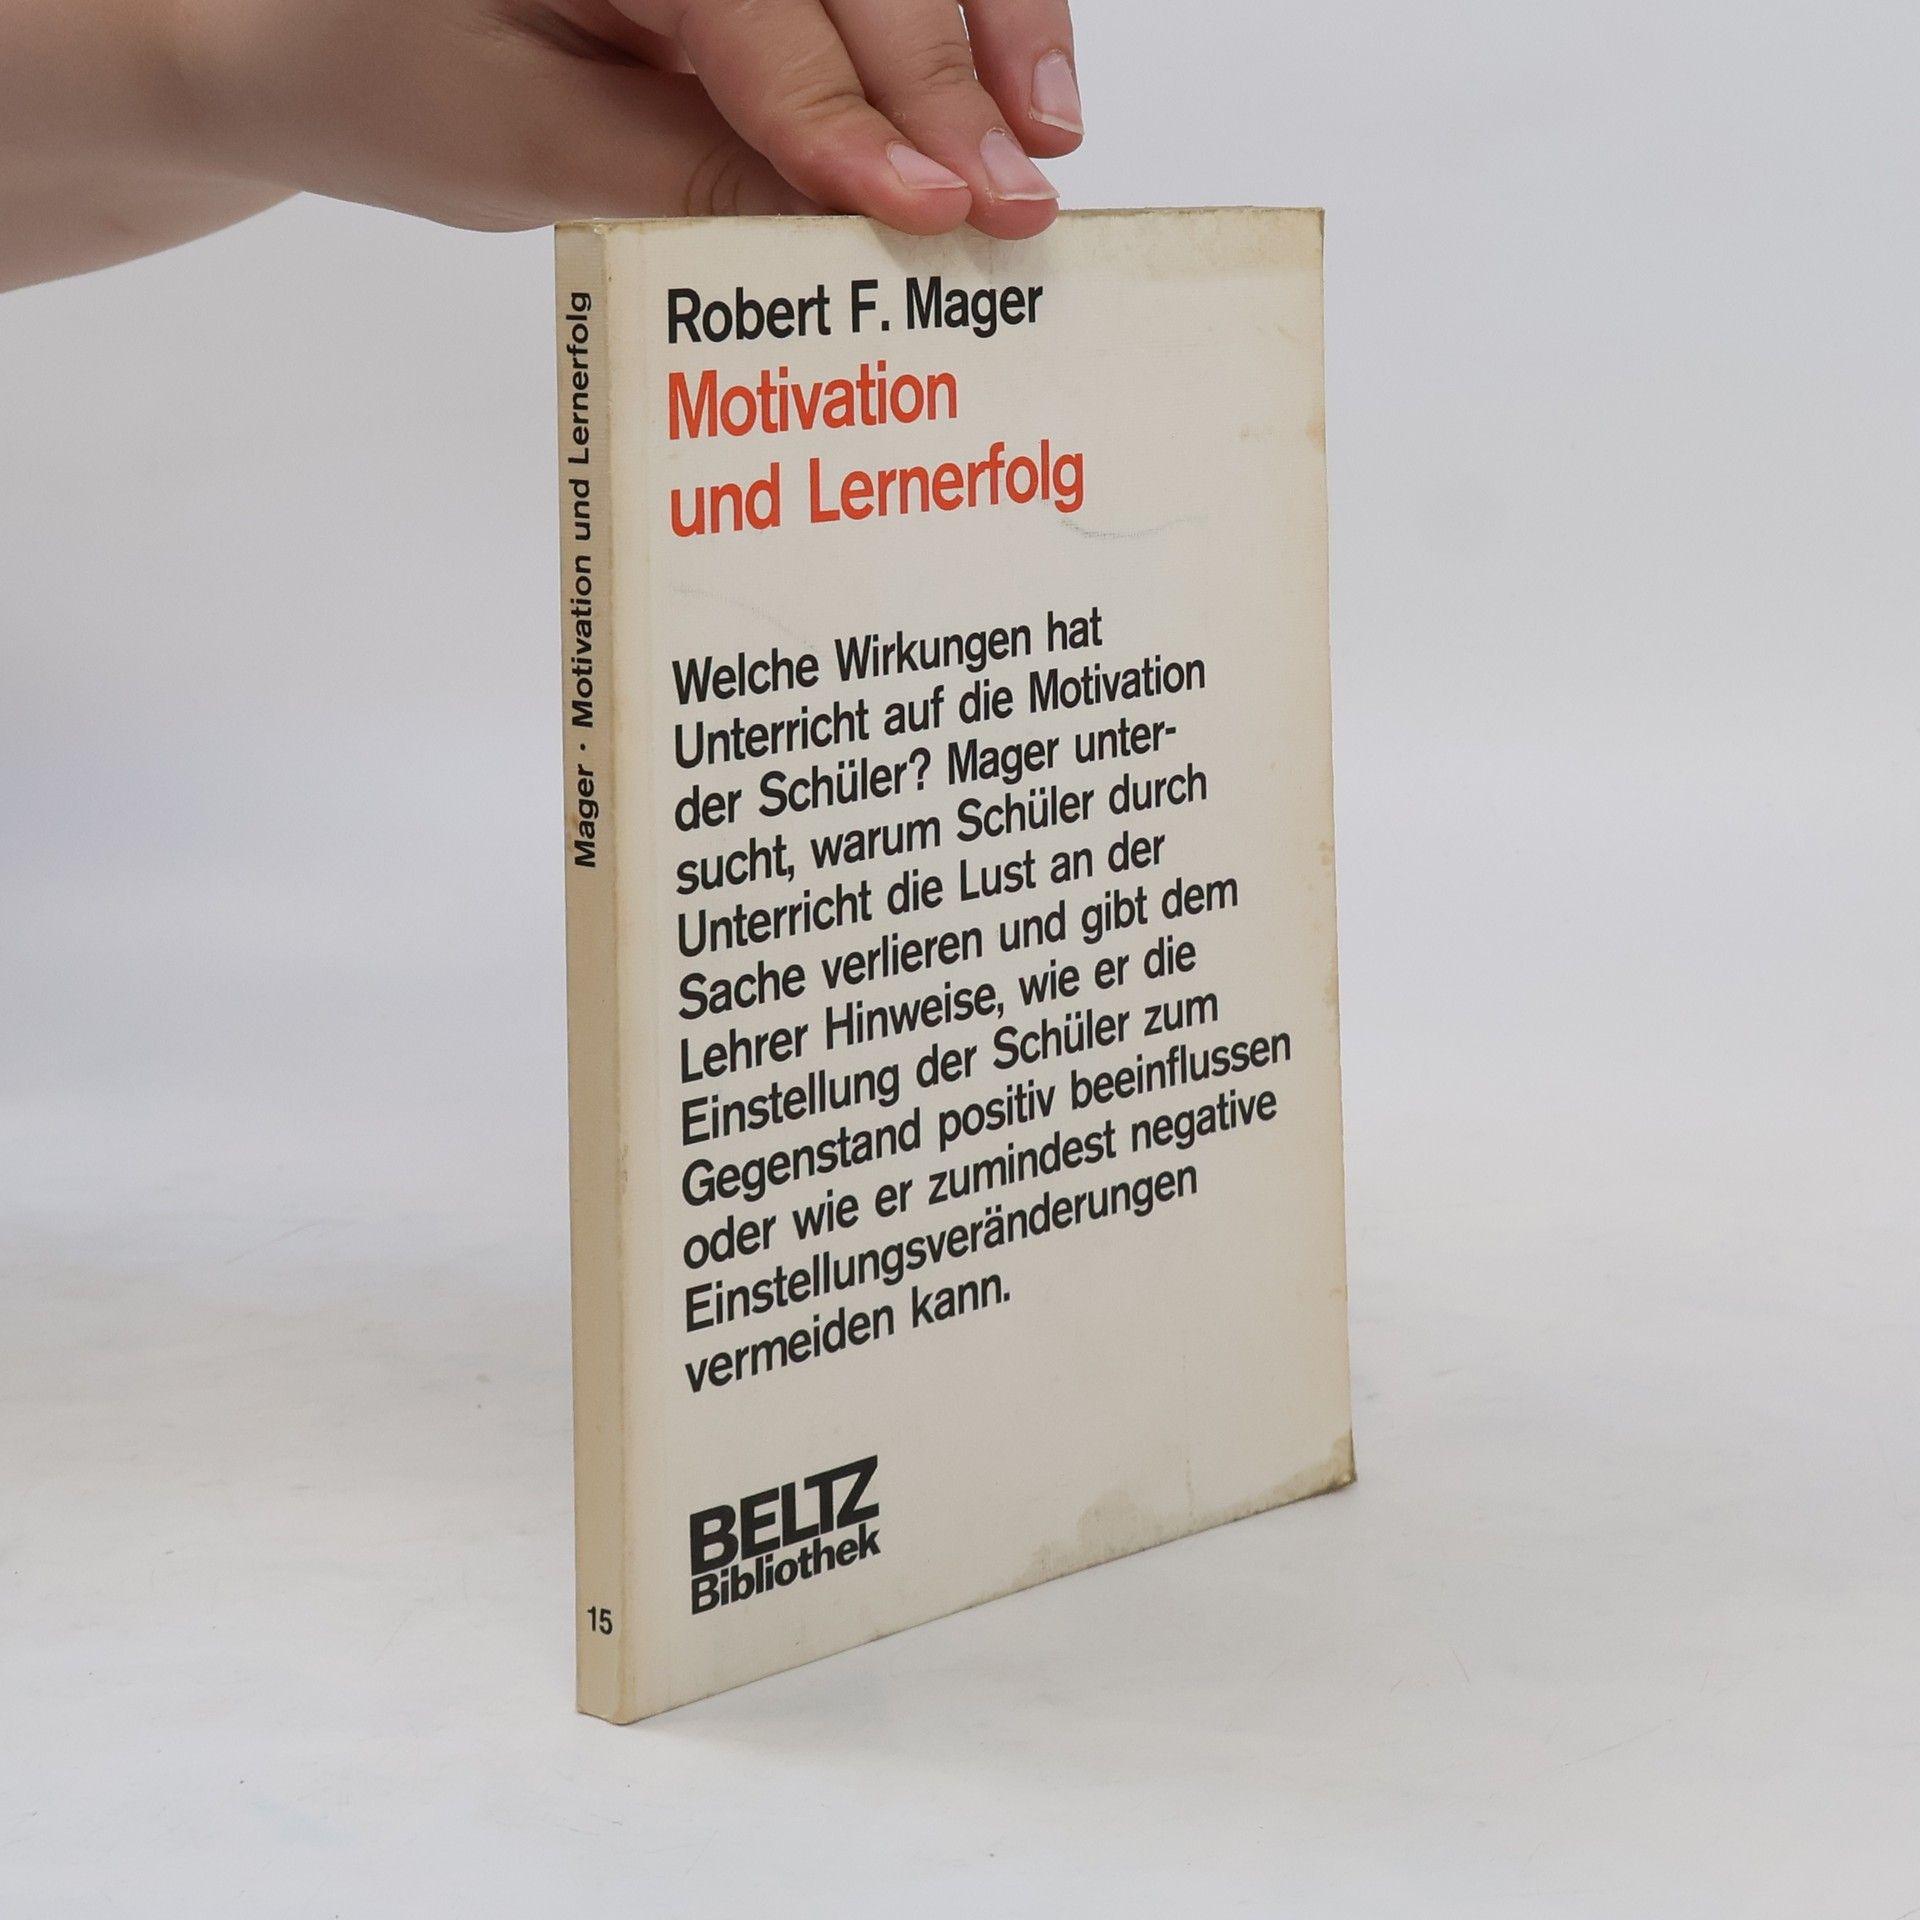 Robert F. Mager
Motivation
und Lernerfolg
Welche Wirkungen hat
Unterricht auf die Motivation
der Schüler? Mager unter-
sucht, warum Schüler durch
Unterricht die Lust an der
Sache verlieren und gibt dem
Lehrer Hinweise, wie er die
Einstellung der Schüler zum
Gegenstand positiv beeinflussen
oder wie er zumindest negative
Einstellungsveränderungen
vermeiden kann.
BELTZ
Bibliothek
Mager · Motivation und Lernerfolg
15